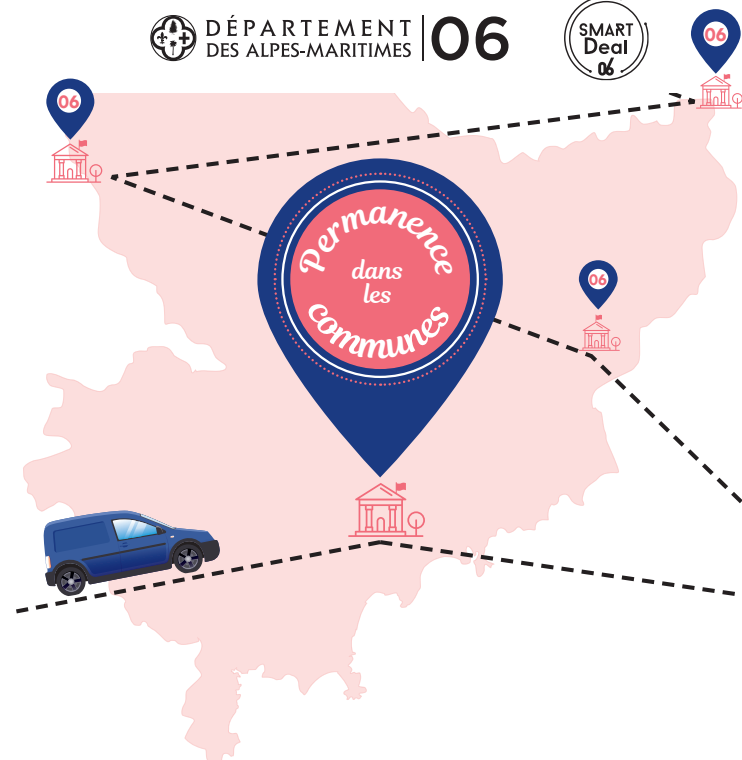 DÉPARTEMENT
DES ALPES-MARITIMES
06
SMART
Deal
06
06
06
Permanence
dans
les
communes
06